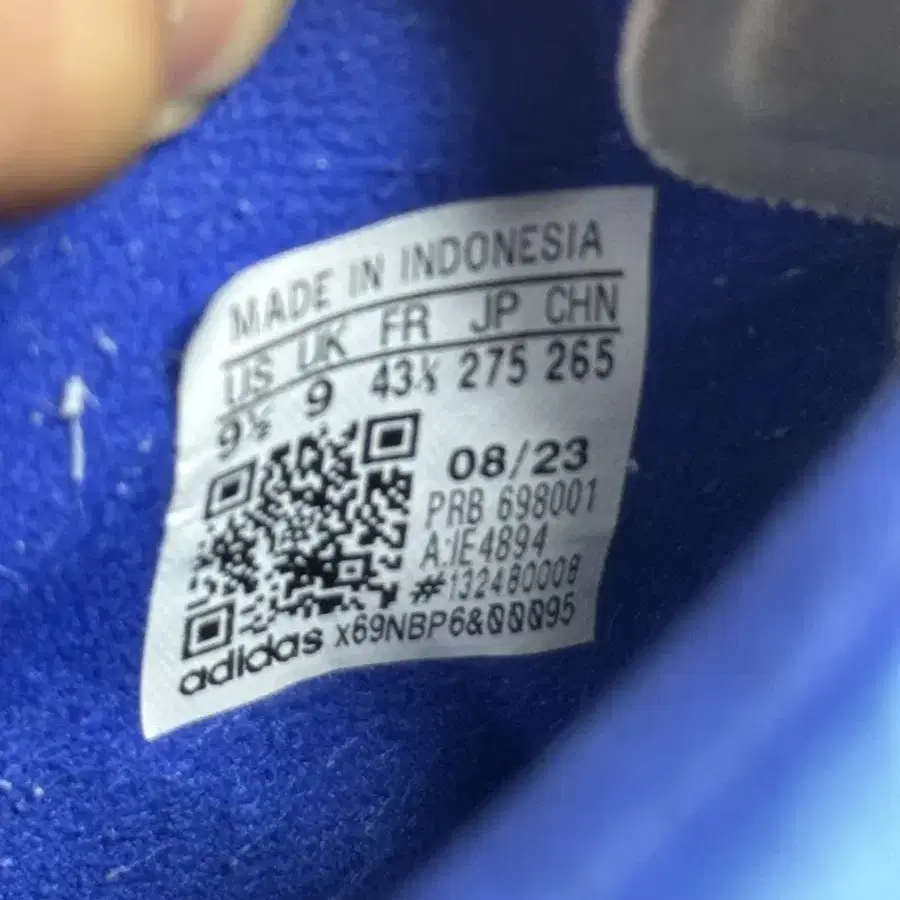 MADE IN INDONESIA
US UK FR JP CHN
9½ 9 43⅓ 275 265
08/23
PRB 698001
A:IE4894
#132480008
adidas x69NBP6&00095